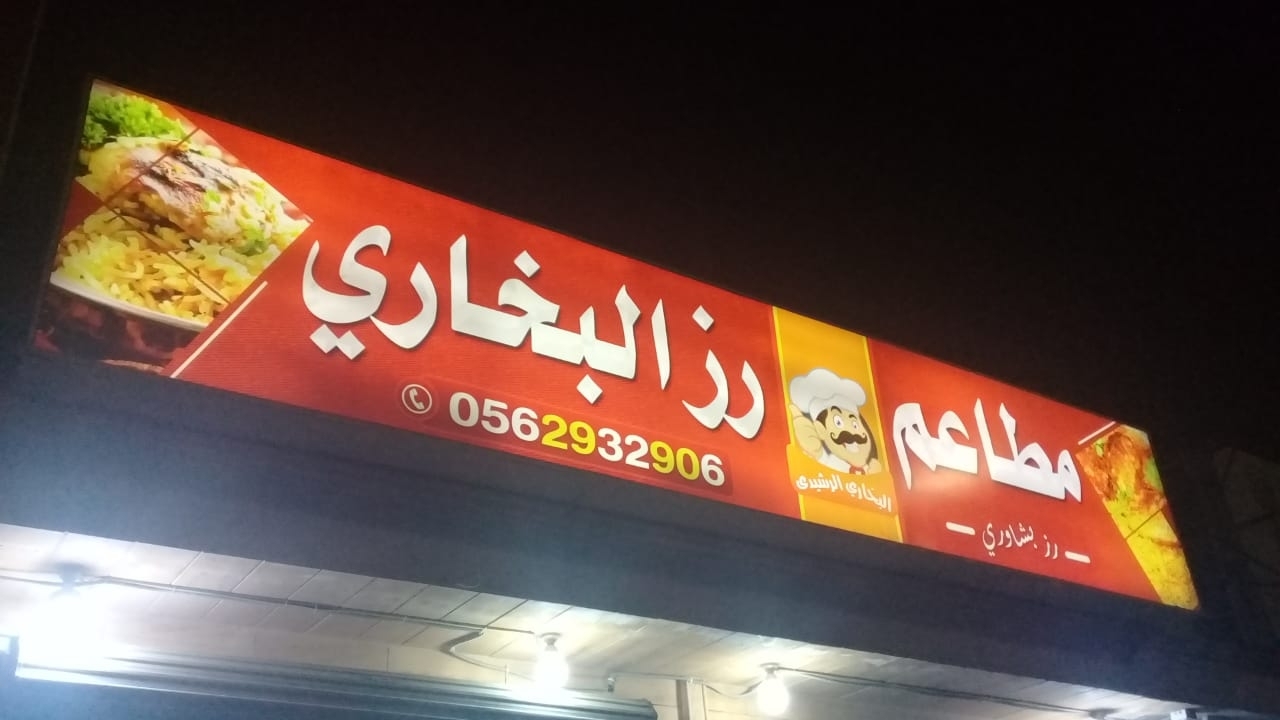 مطاعم
رز بشاوري
البخاري الرشيدي
رز البخاري
0562932906